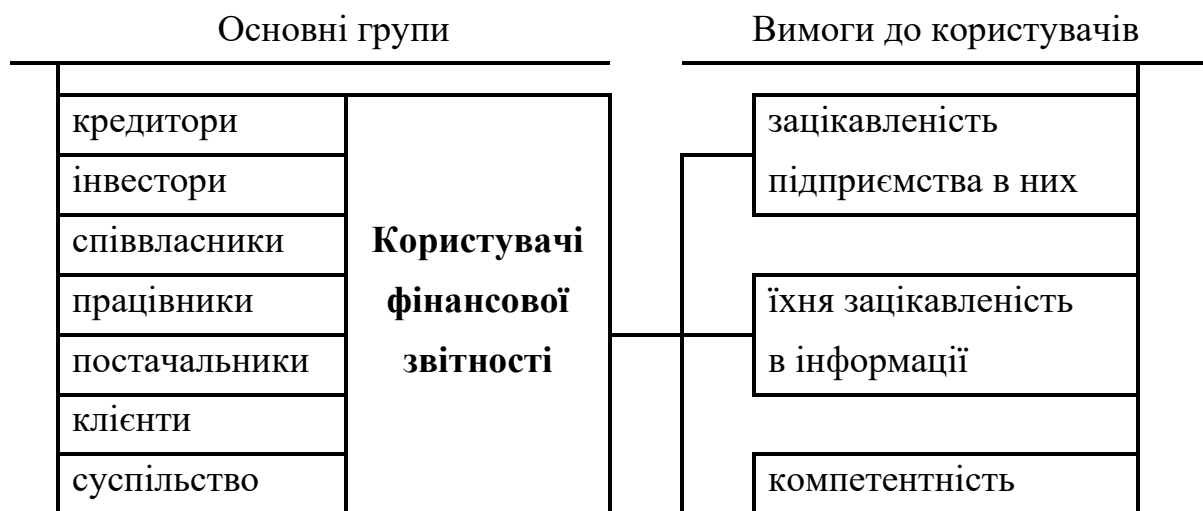 Основні групи
Вимоги до користувачів
кредитори
інвестори
співвласники
працівники
постачальники
клієнти
суспільство
Користувачі
фінансової
звітності
зацікавленість
підприємства в них
їхня зацікавленість
в інформації
компетентність